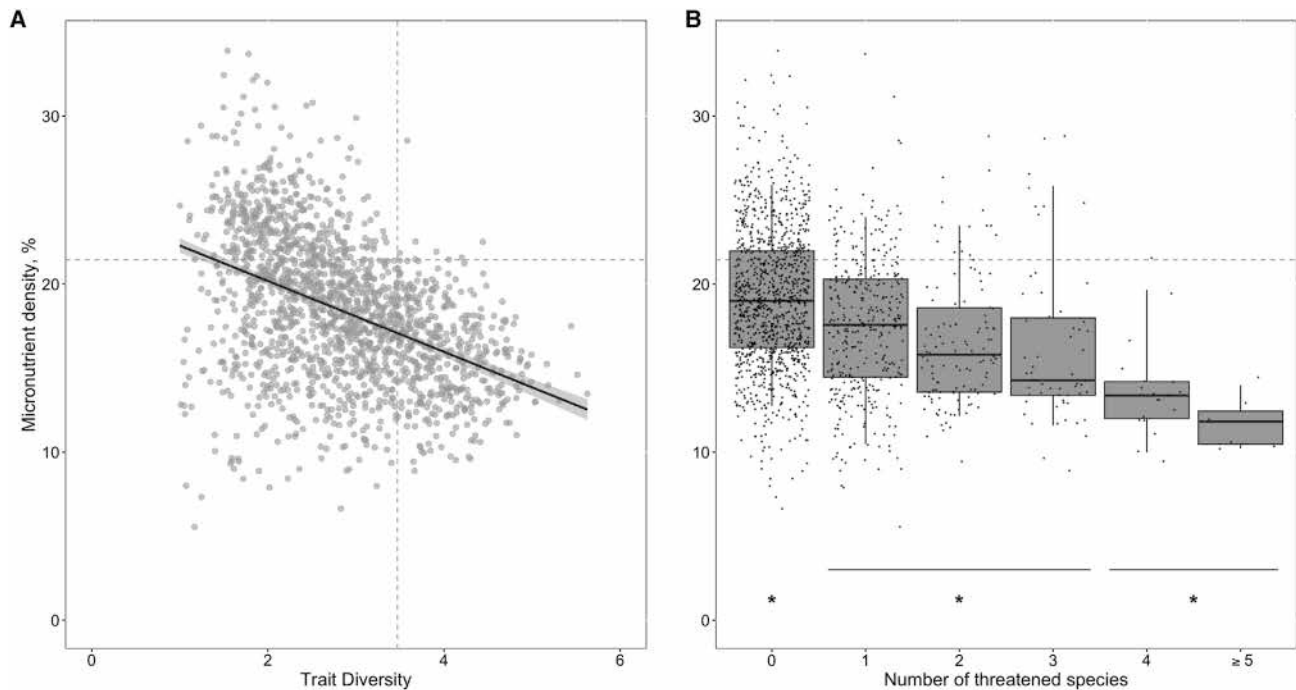 A
B
Micronutrient density, %
30
20
10
0
0 2 4 6
Trait Diversity
30
20
10
0
* * *
0 1 2 3 4 ≥ 5
Number of threatened species